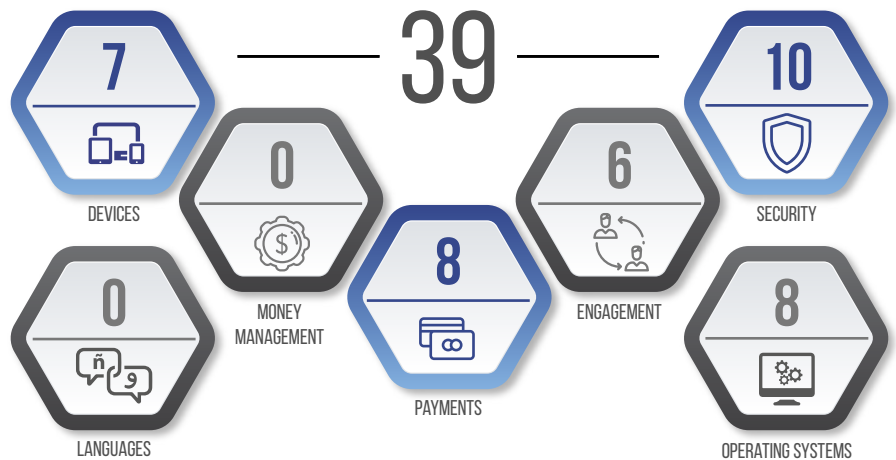 39
7
DEVICES
0
MONEY
MANAGEMENT
8
PAYMENTS
6
ENGAGEMENT
10
SECURITY
0
ñ
و
LANGUAGES
$
8
OPERATING SYSTEMS